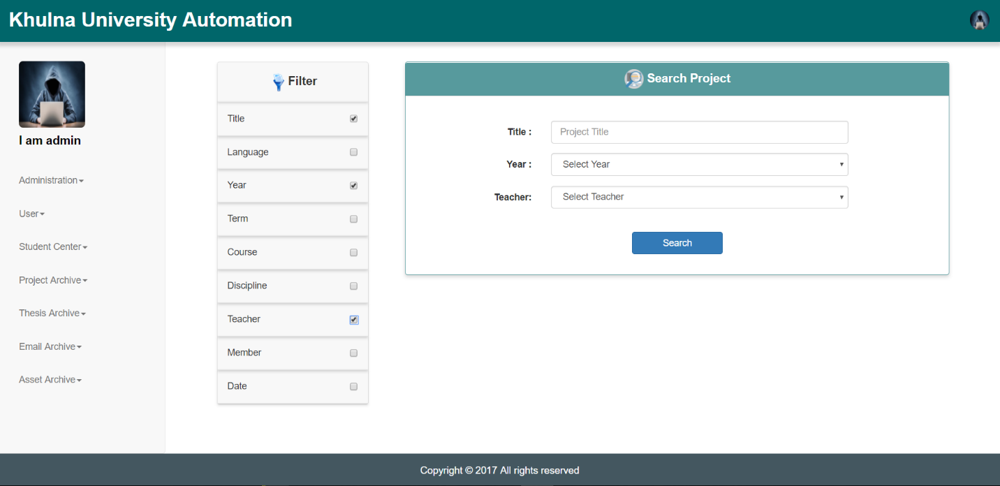 Khulna University Automation
I am admin
Administration
User
Student Center
Project Archive
Thesis Archive
Email Archive
Asset Archive
Filter
Title
Language
Year
Term
Course
Discipline
Teacher
Member
Date
Search Project
Title : Project Title
Year : Select Year
Teacher: Select Teacher
Search
Copyright © 2017 All rights reserved